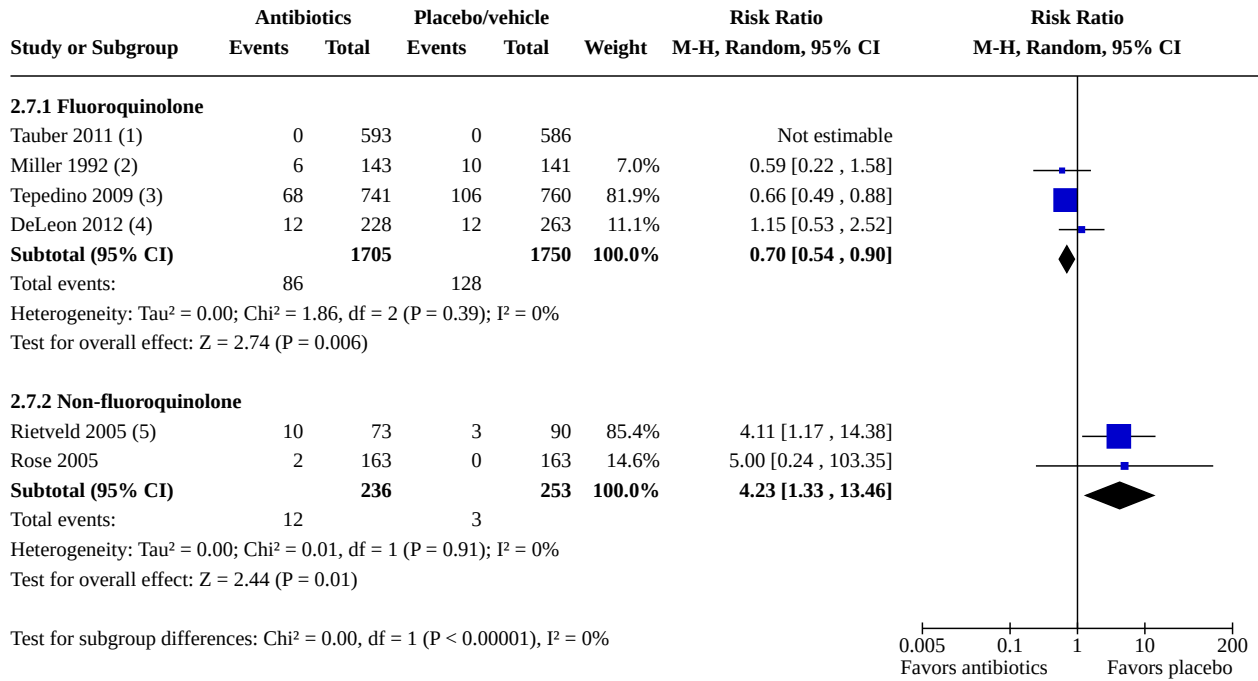 Antibiotics Placebo/vehicle Risk Ratio Risk Ratio
Study or Subgroup Events Total Events Total Weight M-H, Random, 95% CI M-H, Random, 95% CI
2.7.1 Fluoroquinolone
Tauber 2011 (1) 0 593 0 586 Not estimable
Miller 1992 (2) 6 143 10 141 7.0% 0.59 [0.22 , 1.58]
Tepedino 2009 (3) 68 741 106 760 81.9% 0.66 [0.49 , 0.88]
DeLeon 2012 (4) 12 228 12 263 11.1% 1.15 [0.53 , 2.52]
Subtotal (95% CI) 1705 1750 100.0% 0.70 [0.54 , 0.90]
Total events: 86 128
Heterogeneity: Tau² = 0.00; Chi² = 1.86, df = 2 (P = 0.39); I² = 0%
Test for overall effect: Z = 2.74 (P = 0.006)
2.7.2 Non-fluoroquinolone
Rietveld 2005 (5) 10 73 3 90 85.4% 4.11 [1.17 , 14.38]
Rose 2005 2 163 0 163 14.6% 5.00 [0.24 , 103.35]
Subtotal (95% CI) 236 253 100.0% 4.23 [1.33 , 13.46]
Total events: 12 3
Heterogeneity: Tau² = 0.00; Chi² = 0.01, df = 1 (P = 0.91); I² = 0%
Test for overall effect: Z = 2.44 (P = 0.01)
Test for subgroup differences: Chi² = 0.00, df = 1 (P < 0.00001), I² = 0%
0.005 0.1 1 10 200
Favors antibiotics Favors placebo